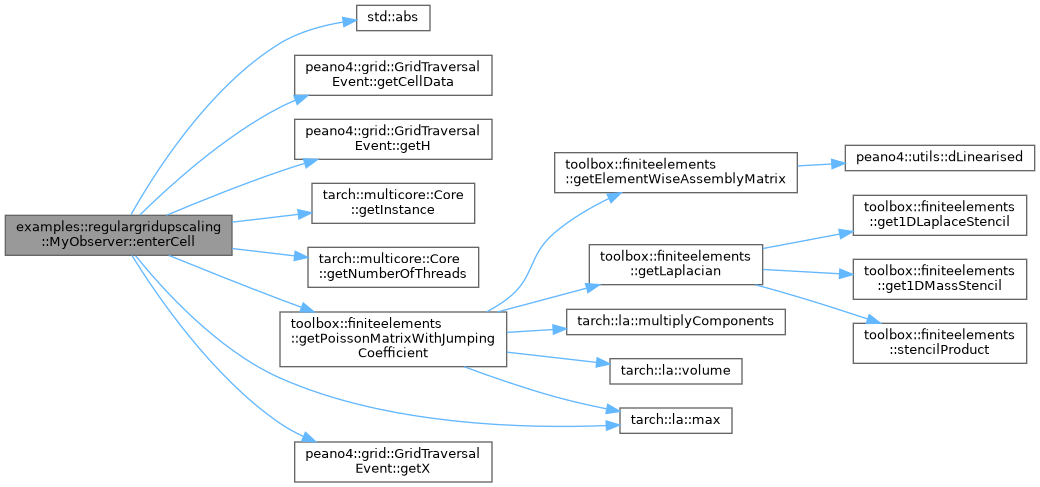 examples::regulargridupscaling
::MyObserver::enterCell
std::abs
peano4::grid::GridTraversal
Event::getCellData
peano4::grid::GridTraversal
Event::getH
tarch::multicore::Core
::getInstance
tarch::multicore::Core
::getNumberOfThreads
toolbox::finiteelements
::getPoissonMatrixWithJumping
Coefficient
peano4::grid::GridTraversal
Event::getX
toolbox::finiteelements
::getElementWiseAssemblyMatrix
toolbox::finiteelements
::getLaplacian
tarch::la::multiplyComponents
tarch::la::volume
tarch::la::max
peano4::utils::dLinearised
toolbox::finiteelements
::get1DLaplaceStencil
toolbox::finiteelements
::get1DMassStencil
toolbox::finiteelements
::stencilProduct